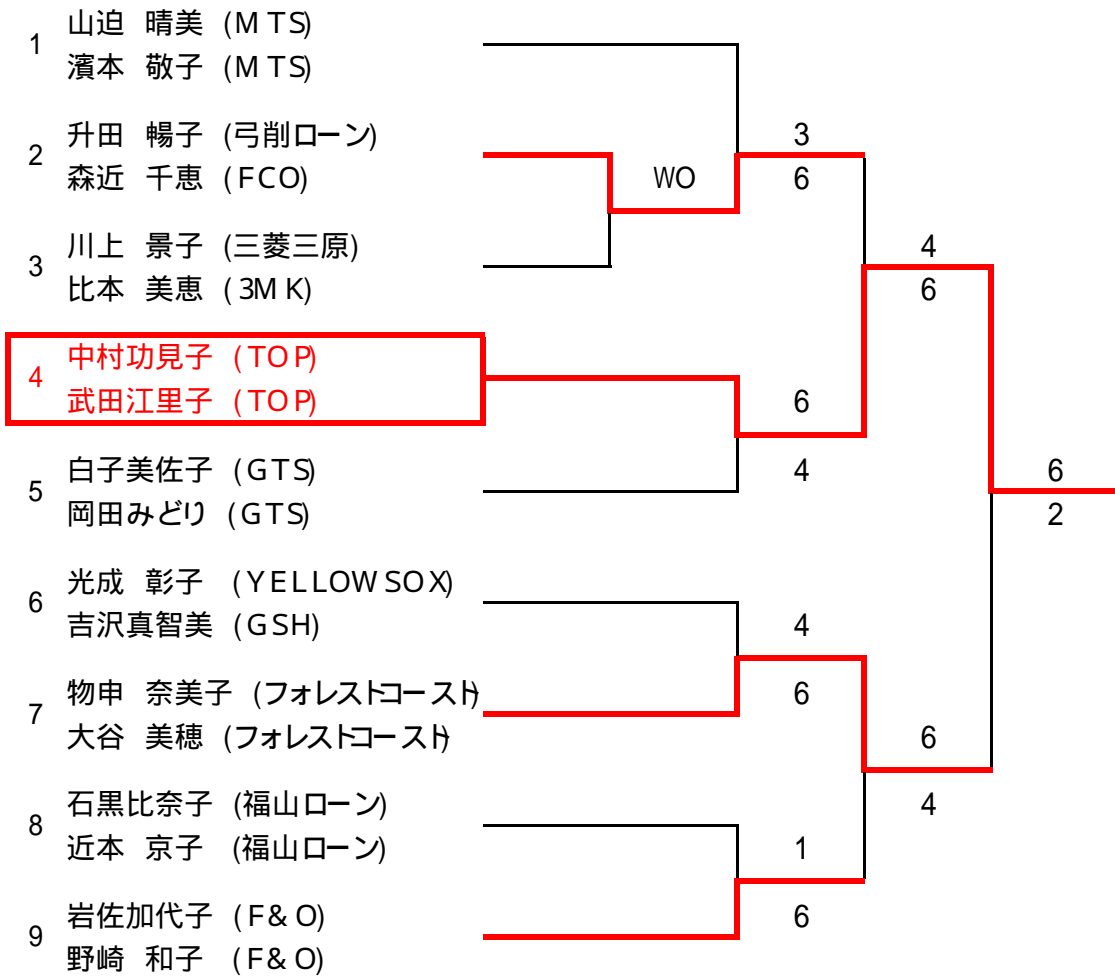 1
山迫 晴美 (MTS)
濱本 敬子 (MTS)
2
升田 暢子 (弓削ローン)
森近 千恵 (FCO)
3
川上 景子 (三菱三原)
比本 美恵 (3MK)
4
中村功見子 (TOP)
武田江里子 (TOP)
5
白子美佐子 (GTS)
岡田みどり (GTS)
6
光成 彰子 (YELLOW SOX)
吉沢真智美 (GSH)
7
物申 奈美子 (フォレストコースト)
大谷 美穂 (フォレストコースト)
8
石黒比奈子 (福山ローン)
近本 京子 (福山ローン)
9
岩佐加代子 (F&O)
野崎 和子 (F&O)
WO
3
6
6
4
4
6
1
6
4
6
6
4
6
2